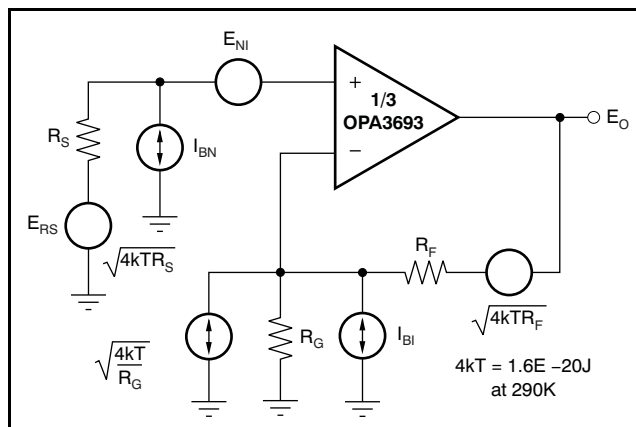 E_NI
1/3
OPA3693
+
−
E_O
R_S
I_BN
E_RS
√4kTR_S
R_F
√4kTR_F
√4kT/R_G
R_G
I_BI
4kT = 1.6E −20J
at 290K